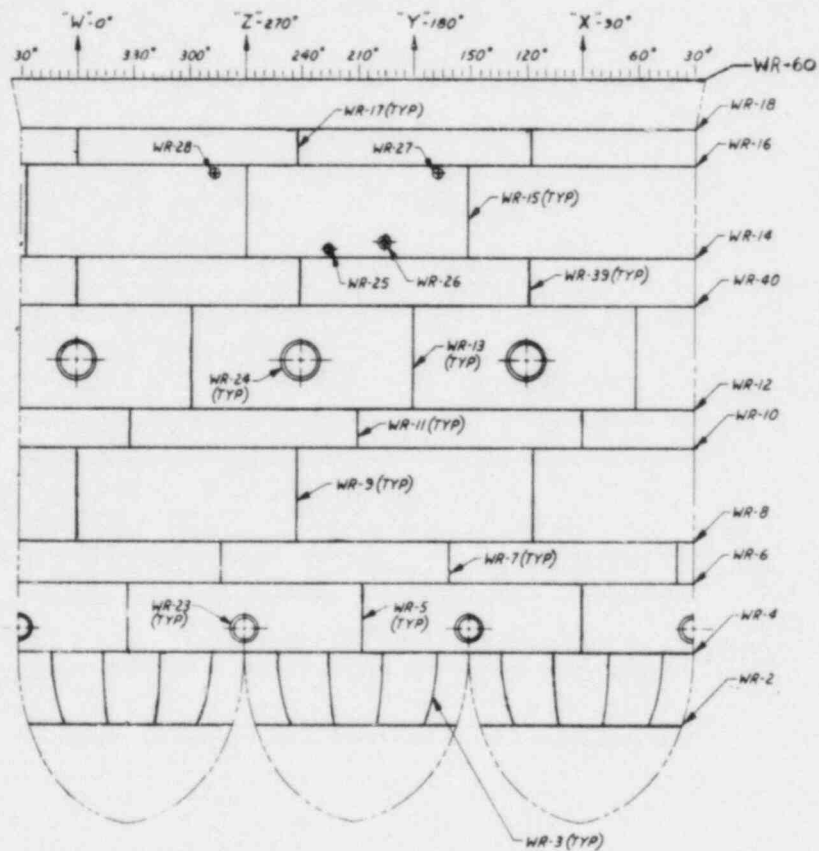 "W"-0° "Z"-270° "Y"-180° "X"-90°
30° 330° 300° 240° 210° 150° 120° 60° 30°
WR-60
WR-17(TYP)
WR-18
WR-28 WR-27
WR-16
WR-15(TYP)
WR-14
WR-25 WR-26
WR-39(TYP)
WR-40
WR-13
(TYP)
WR-24
(TYP)
WR-12
WR-11(TYP)
WR-10
WR-9(TYP)
WR-8
WR-7(TYP)
WR-6
WR-23
(TYP)
WR-5
(TYP)
WR-4
WR-2
WR-3(TYP)